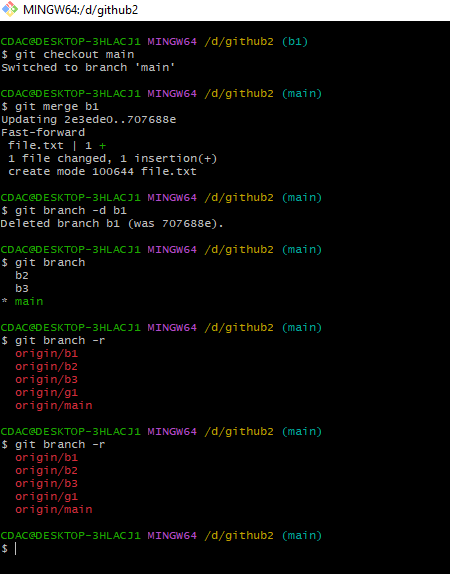 MINGW64:/d/github2
CDAC@DESKTOP-3HLACJ1 MINGW64 /d/github2 (b1)
$ git checkout main
Switched to branch 'main'
CDAC@DESKTOP-3HLACJ1 MINGW64 /d/github2 (main)
$ git merge b1
Updating 2e3ede0..707688e
Fast-forward
 file.txt | 1 +
 1 file changed, 1 insertion(+)
 create mode 100644 file.txt
CDAC@DESKTOP-3HLACJ1 MINGW64 /d/github2 (main)
$ git branch -d b1
Deleted branch b1 (was 707688e).
CDAC@DESKTOP-3HLACJ1 MINGW64 /d/github2 (main)
$ git branch
  b2
  b3
* main
CDAC@DESKTOP-3HLACJ1 MINGW64 /d/github2 (main)
$ git branch -r
  origin/b1
  origin/b2
  origin/b3
  origin/g1
  origin/main
CDAC@DESKTOP-3HLACJ1 MINGW64 /d/github2 (main)
$ git branch -r
  origin/b1
  origin/b2
  origin/b3
  origin/g1
  origin/main
CDAC@DESKTOP-3HLACJ1 MINGW64 /d/github2 (main)
$